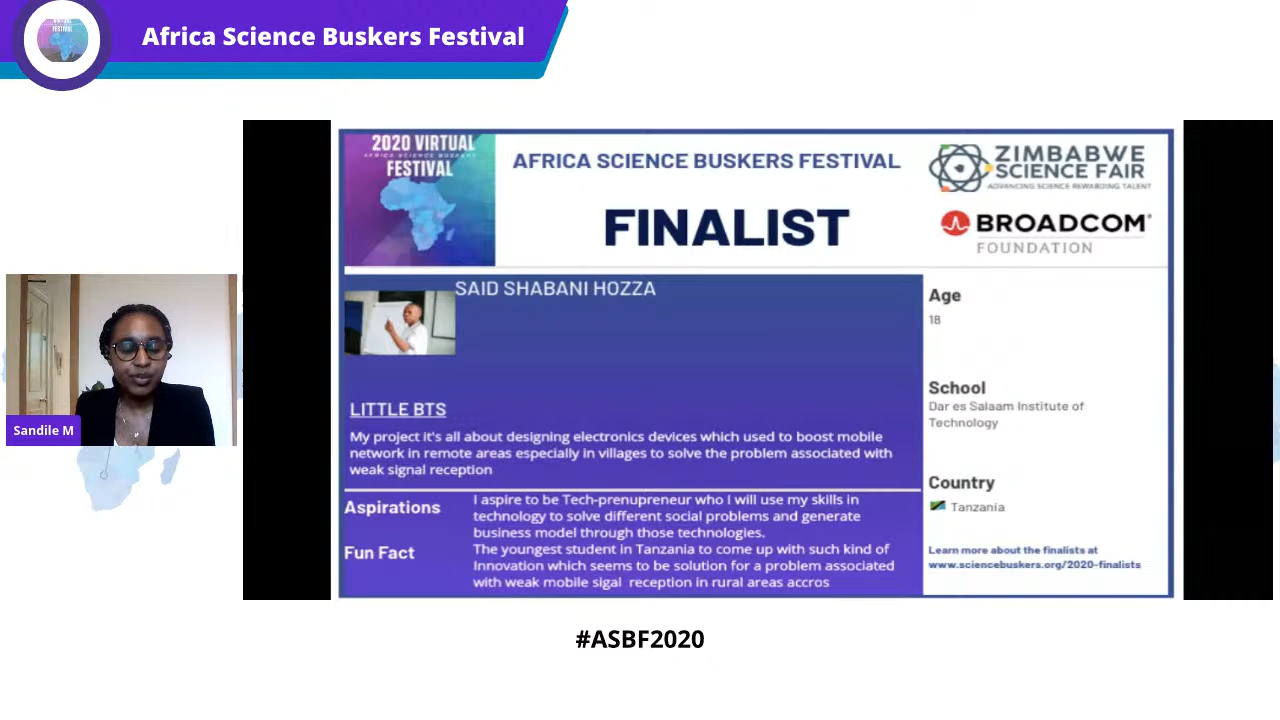 Africa Science Buskers Festival
2020 VIRTUAL
AFRICA SCIENCE BUSKERS
FESTIVAL
AFRICA SCIENCE BUSKERS FESTIVAL
FINALIST
ZIMBABWE
SCIENCE FAIR
ADVANCING SCIENCE REWARDING TALENT
BROADCOM®
FOUNDATION
SAID SHABANI HOZZA
LITTLE BTS
My project it's all about designing electronics devices which used to boost mobile
network in remote areas especially in villages to solve the problem associated with
weak signal reception
Aspirations
I aspire to be Tech-prenupreneur who I will use my skills in
technology to solve different social problems and generate
business model through those technologies.
Fun Fact
The youngest student in Tanzania to come up with such kind of
Innovation which seems to be solution for a problem associated
with weak mobile sigal reception in rural areas accros
Age
18
School
Dar es Salaam Institute of
Technology
Country
Tanzania
Learn more about the finalists at
www.sciencebuskers.org/2020-finalists
Sandile M
#ASBF2020